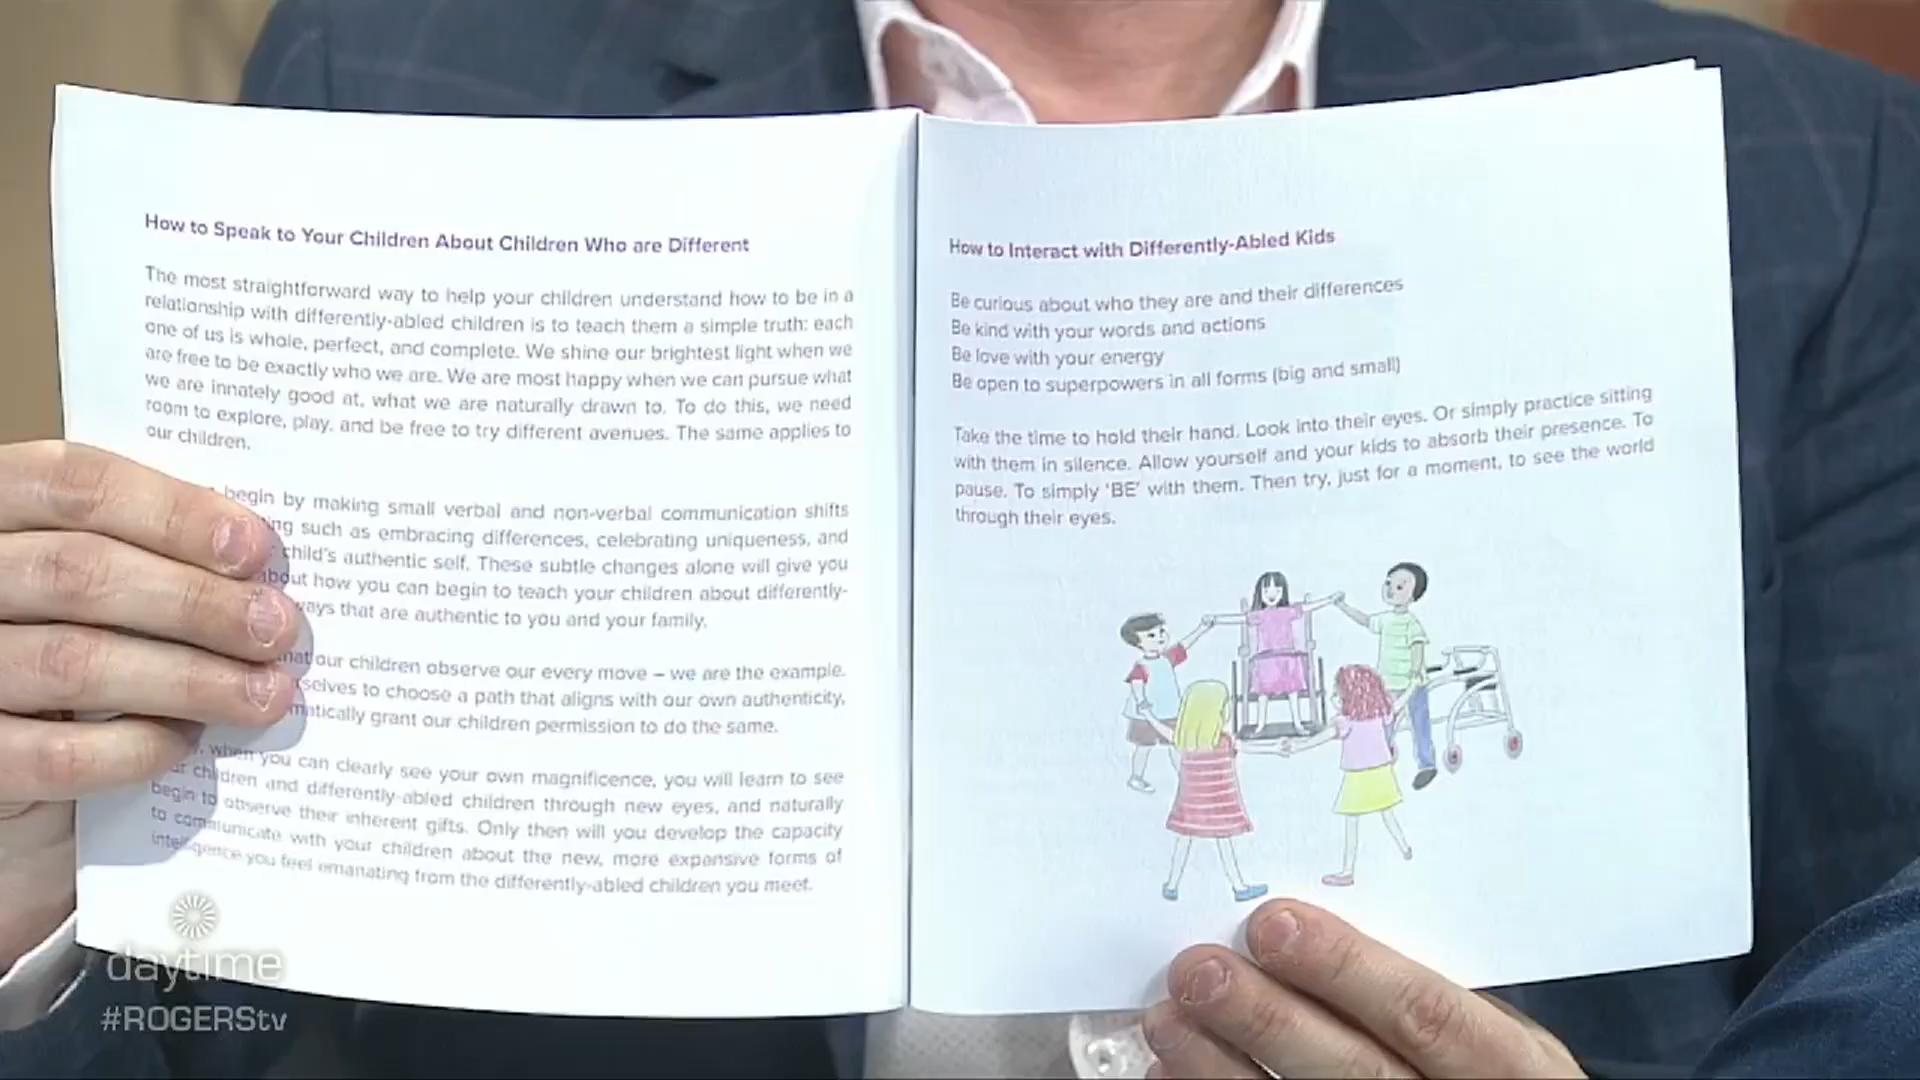 How to Speak to Your Children About Children Who are Different
The most straightforward way to help your children understand how to be in a
relationship with differently-abled children is to teach them a simple truth: each
one of us is whole, perfect, and complete. We shine our brightest light when we
are free to be exactly who we are. We are most happy when we can pursue what
we are innately good at, what we are naturally drawn to. To do this, we need
room to explore, play, and be free to try different avenues. The same applies to
our children.
begin by making small verbal and non-verbal communication shifts
such as embracing differences, celebrating uniqueness, and
child's authentic self. These subtle changes alone will give you
about how you can begin to teach your children about differently-
ways that are authentic to you and your family.
our children observe our every move – we are the example.
to choose a path that aligns with our own authenticity,
grant our children permission to do the same.
when you can clearly see your own magnificence, you will learn to see
children and differently-abled children through new eyes, and naturally
begin to observe their inherent gifts. Only then will you develop the capacity
to communicate with your children about the new, more expansive forms of
intelligence you feel emanating from the differently-abled children you meet.
How to Interact with Differently-Abled Kids
Be curious about who they are and their differences
Be kind with your words and actions
Be love with your energy
Be open to superpowers in all forms (big and small)
Take the time to hold their hand. Look into their eyes. Or simply practice sitting
with them in silence. Allow yourself and your kids to absorb their presence. To
pause. To simply 'BE' with them. Then try, just for a moment, to see the world
through their eyes.
daytime
#ROGERStv